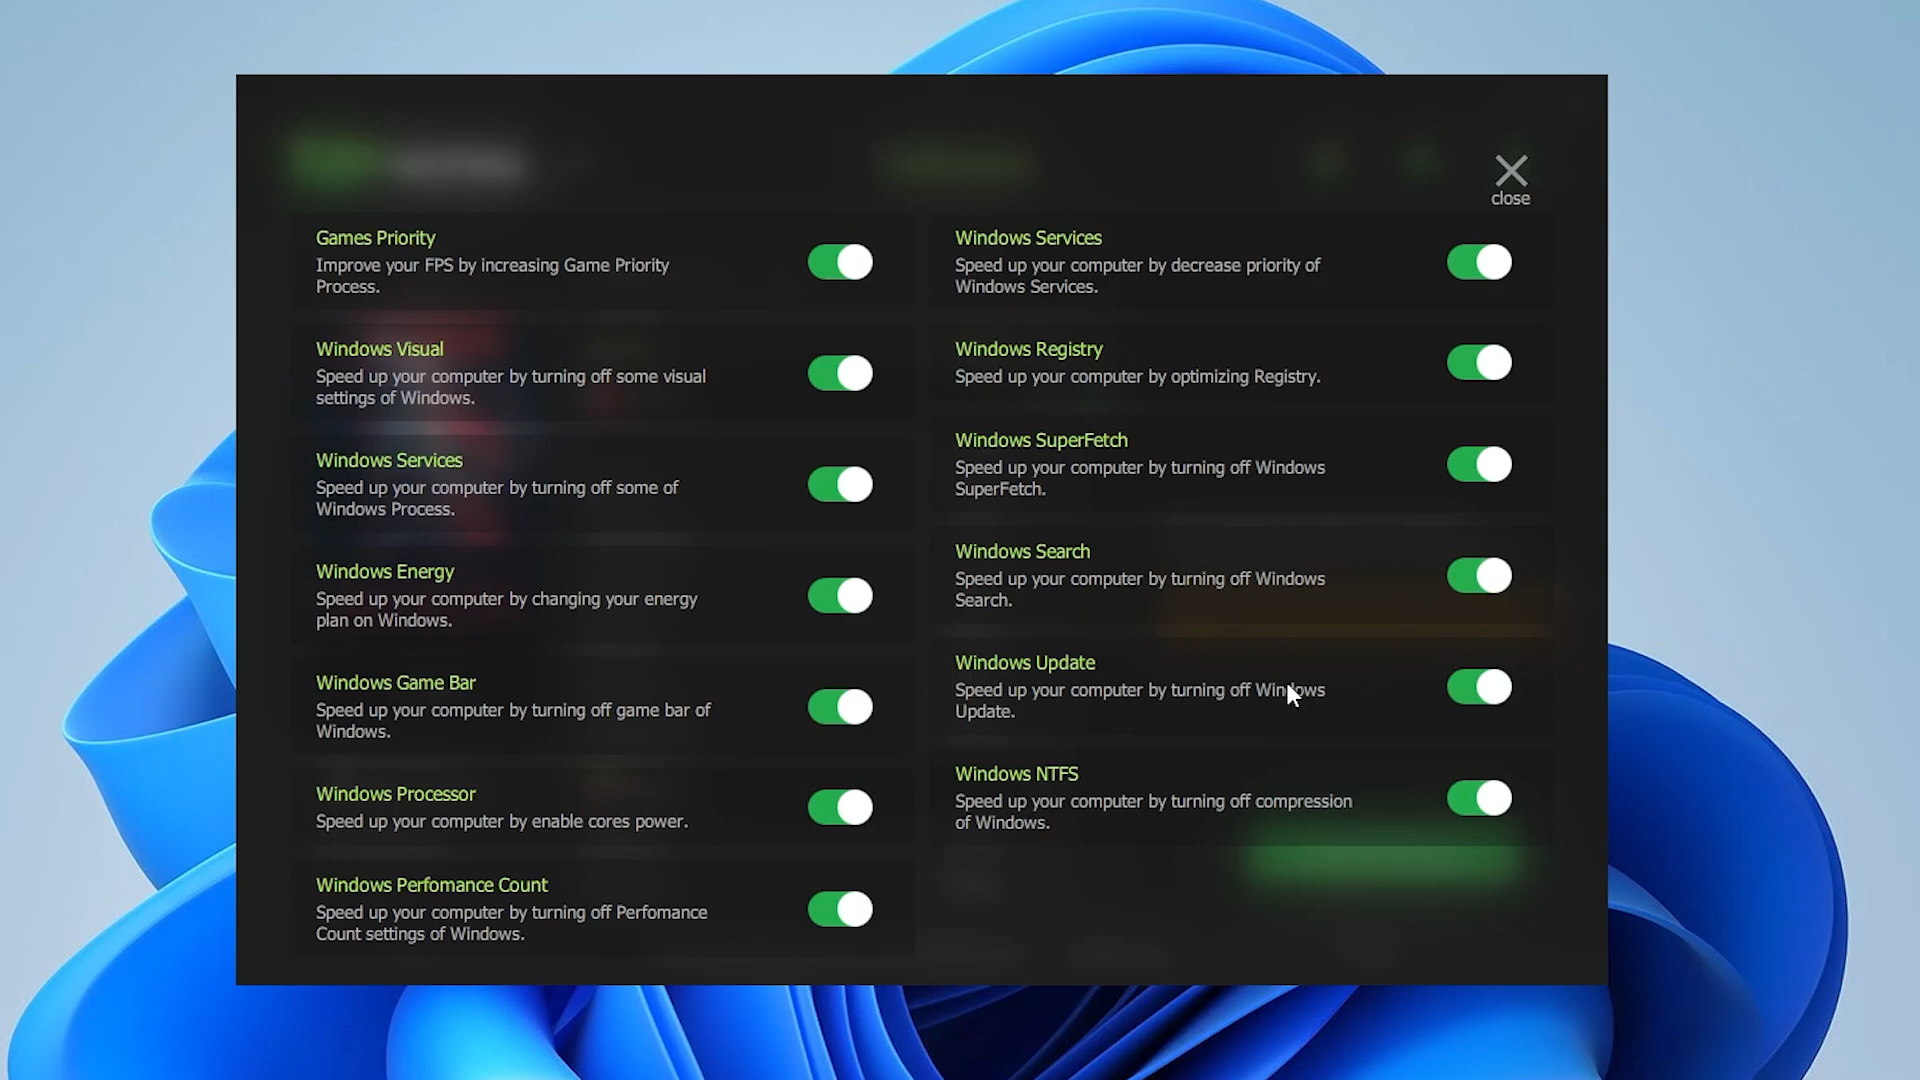 close
Games Priority
Improve your FPS by increasing Game Priority
Process.
Windows Visual
Speed up your computer by turning off some visual
settings of Windows.
Windows Services
Speed up your computer by turning off some of
Windows Process.
Windows Energy
Speed up your computer by changing your energy
plan on Windows.
Windows Game Bar
Speed up your computer by turning off game bar of
Windows.
Windows Processor
Speed up your computer by enable cores power.
Windows Perfomance Count
Speed up your computer by turning off Perfomance
Count settings of Windows.
Windows Services
Speed up your computer by decrease priority of
Windows Services.
Windows Registry
Speed up your computer by optimizing Registry.
Windows SuperFetch
Speed up your computer by turning off Windows
SuperFetch.
Windows Search
Speed up your computer by turning off Windows
Search.
Windows Update
Speed up your computer by turning off Windows
Update.
Windows NTFS
Speed up your computer by turning off compression
of Windows.